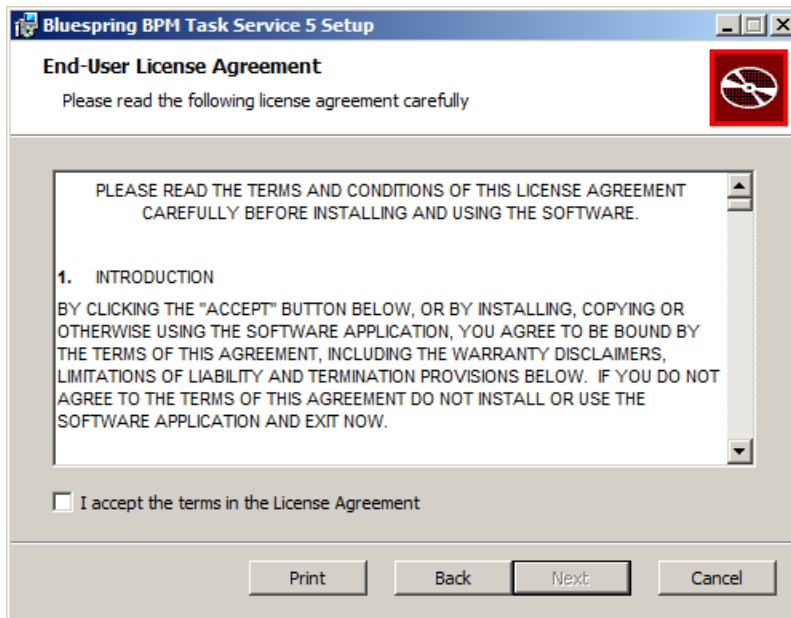 Bluespring BPM Task Service 5 Setup
End-User License Agreement
Please read the following license agreement carefully
PLEASE READ THE TERMS AND CONDITIONS OF THIS LICENSE AGREEMENT
CAREFULLY BEFORE INSTALLING AND USING THE SOFTWARE.
1. INTRODUCTION
BY CLICKING THE "ACCEPT" BUTTON BELOW, OR BY INSTALLING, COPYING OR
OTHERWISE USING THE SOFTWARE APPLICATION, YOU AGREE TO BE BOUND BY
THE TERMS OF THIS AGREEMENT, INCLUDING THE WARRANTY DISCLAIMERS,
LIMITATIONS OF LIABILITY AND TERMINATION PROVISIONS BELOW.  IF YOU DO NOT
AGREE TO THE TERMS OF THIS AGREEMENT DO NOT INSTALL OR USE THE
SOFTWARE APPLICATION AND EXIT NOW.
I accept the terms in the License Agreement
Print Back Next Cancel